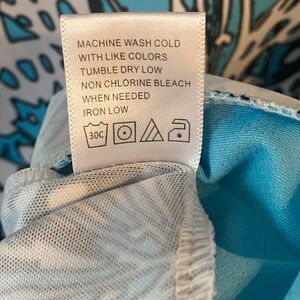 MACHINE WASH COLD
WITH LIKE COLORS
TUMBLE DRY LOW
NON CHLORINE BLEACH
WHEN NEEDED
IRON LOW
30C